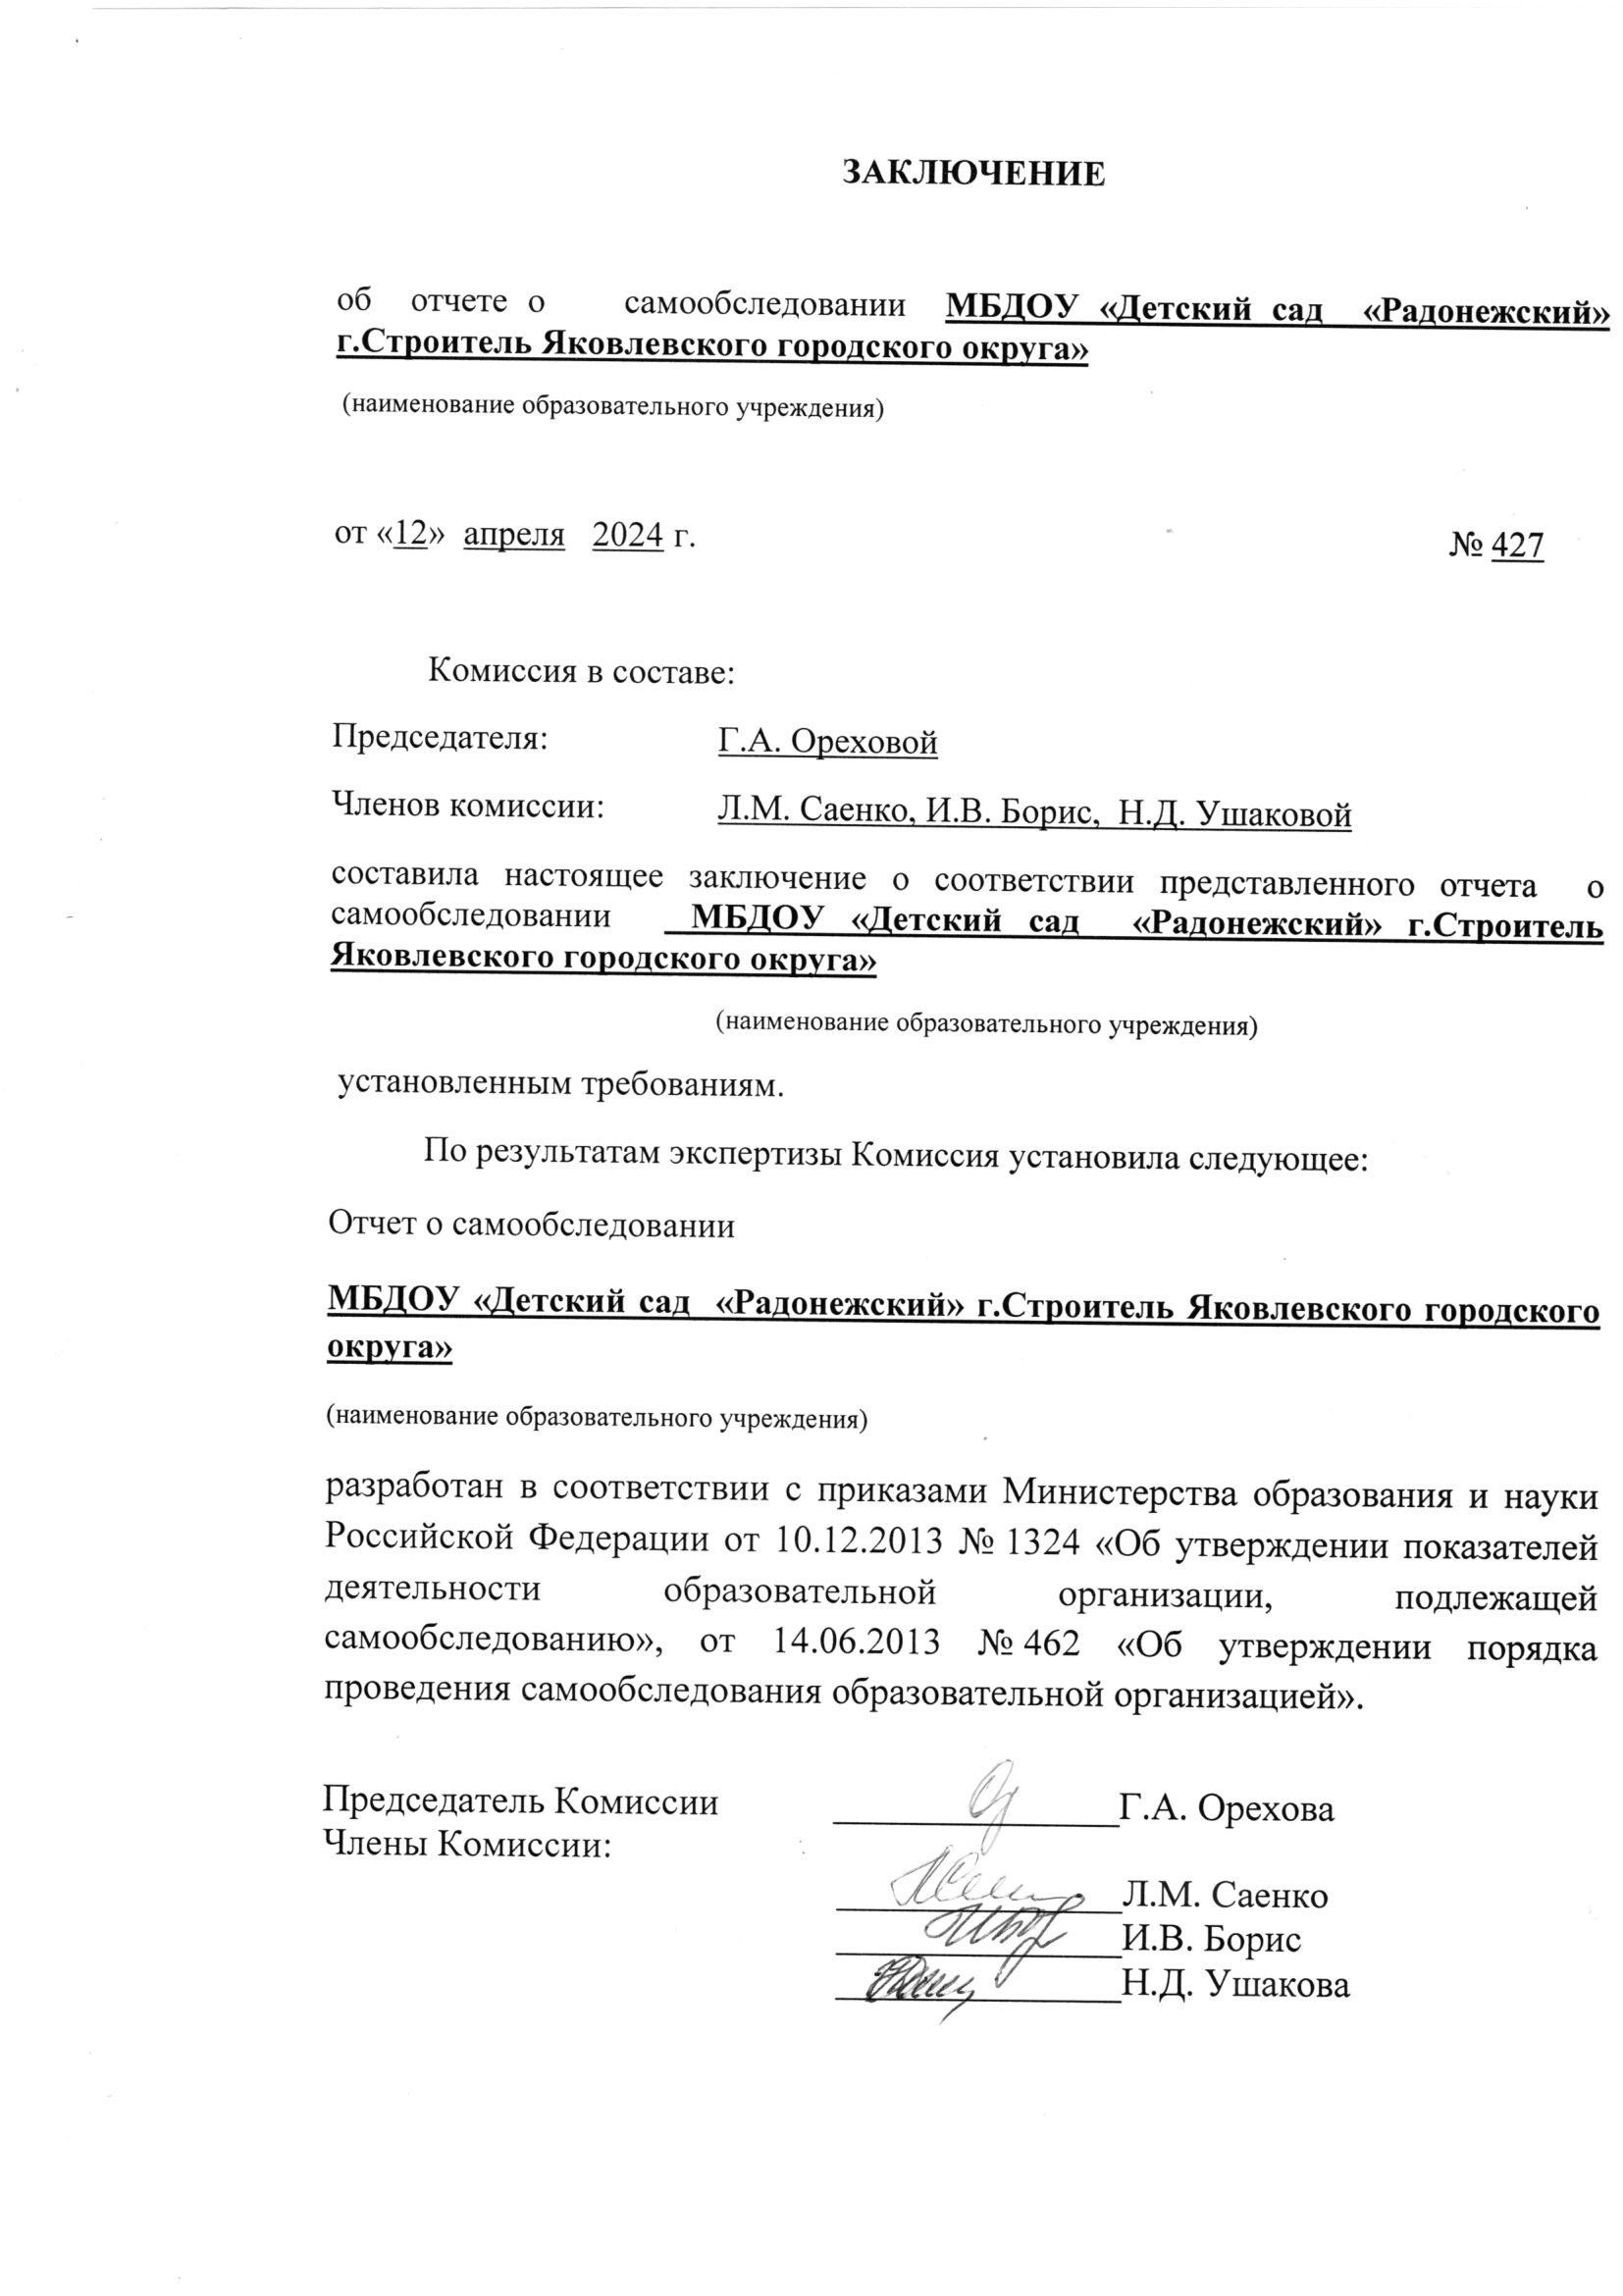 ЗАКЛЮЧЕНИЕ
об отчете о самообследовании МБДОУ «Детский сад «Радонежский»
г.Строитель Яковлевского городского округа»
(наименование образовательного учреждения)
от «12» апреля 2024 г. № 427
Комиссия в составе:
Председателя: Г.А. Ореховой
Членов комиссии: Л.М. Саенко, И.В. Борис, Н.Д. Ушаковой
составила настоящее заключение о соответствии представленного отчета о
самообследовании МБДОУ «Детский сад «Радонежский» г.Строитель
Яковлевского городского округа»
(наименование образовательного учреждения)
установленным требованиям.
По результатам экспертизы Комиссия установила следующее:
Отчет о самообследовании
МБДОУ «Детский сад «Радонежский» г.Строитель Яковлевского городского
округа»
(наименование образовательного учреждения)
разработан в соответствии с приказами Министерства образования и науки
Российской Федерации от 10.12.2013 № 1324 «Об утверждении показателей
деятельности образовательной организации, подлежащей
самообследованию», от 14.06.2013 № 462 «Об утверждении порядка
проведения самообследования образовательной организацией».
Председатель Комиссии Г.А. Орехова
Члены Комиссии:
Л.М. Саенко
И.В. Борис
Н.Д. Ушакова